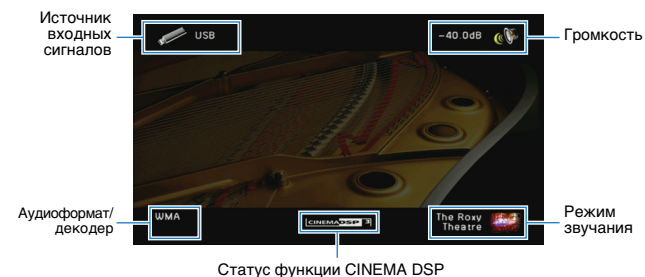 Источник
входных
сигналов
USB
-40.0dB
Громкость
Аудиоформат/
декодер
WMA
CINEMA DSP 3
The Roxy
Theatre
Режим
звучания
Статус функции CINEMA DSP